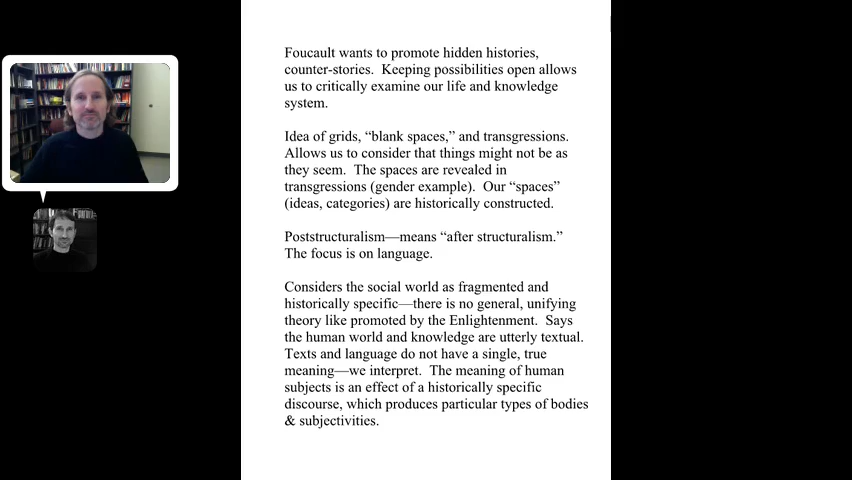 Foucault wants to promote hidden histories,
counter-stories.  Keeping possibilities open allows
us to critically examine our life and knowledge
system.
Idea of grids, “blank spaces,” and transgressions.
Allows us to consider that things might not be as
they seem.  The spaces are revealed in
transgressions (gender example).  Our “spaces”
(ideas, categories) are historically constructed.
Poststructuralism—means “after structuralism.”
The focus is on language.
Considers the social world as fragmented and
historically specific—there is no general, unifying
theory like promoted by the Enlightenment.  Says
the human world and knowledge are utterly textual.
Texts and language do not have a single, true
meaning—we interpret.  The meaning of human
subjects is an effect of a historically specific
discourse, which produces particular types of bodies
& subjectivities.